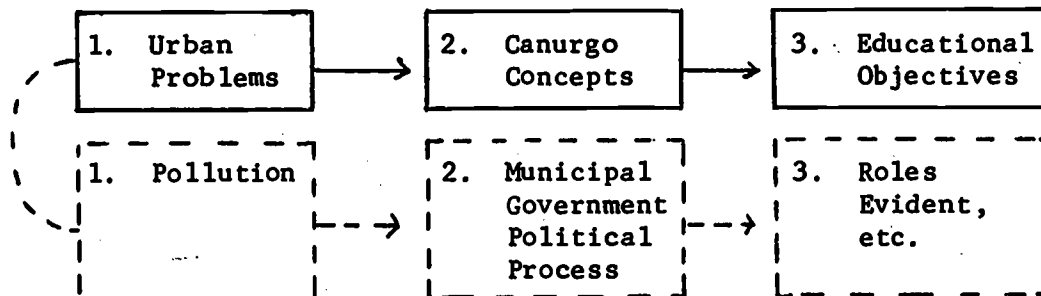 1. Urban
Problems
2. Canurgo
Concepts
3. Educational
Objectives
1. Pollution
2. Municipal
Government
Political
Process
3. Roles
Evident,
etc.